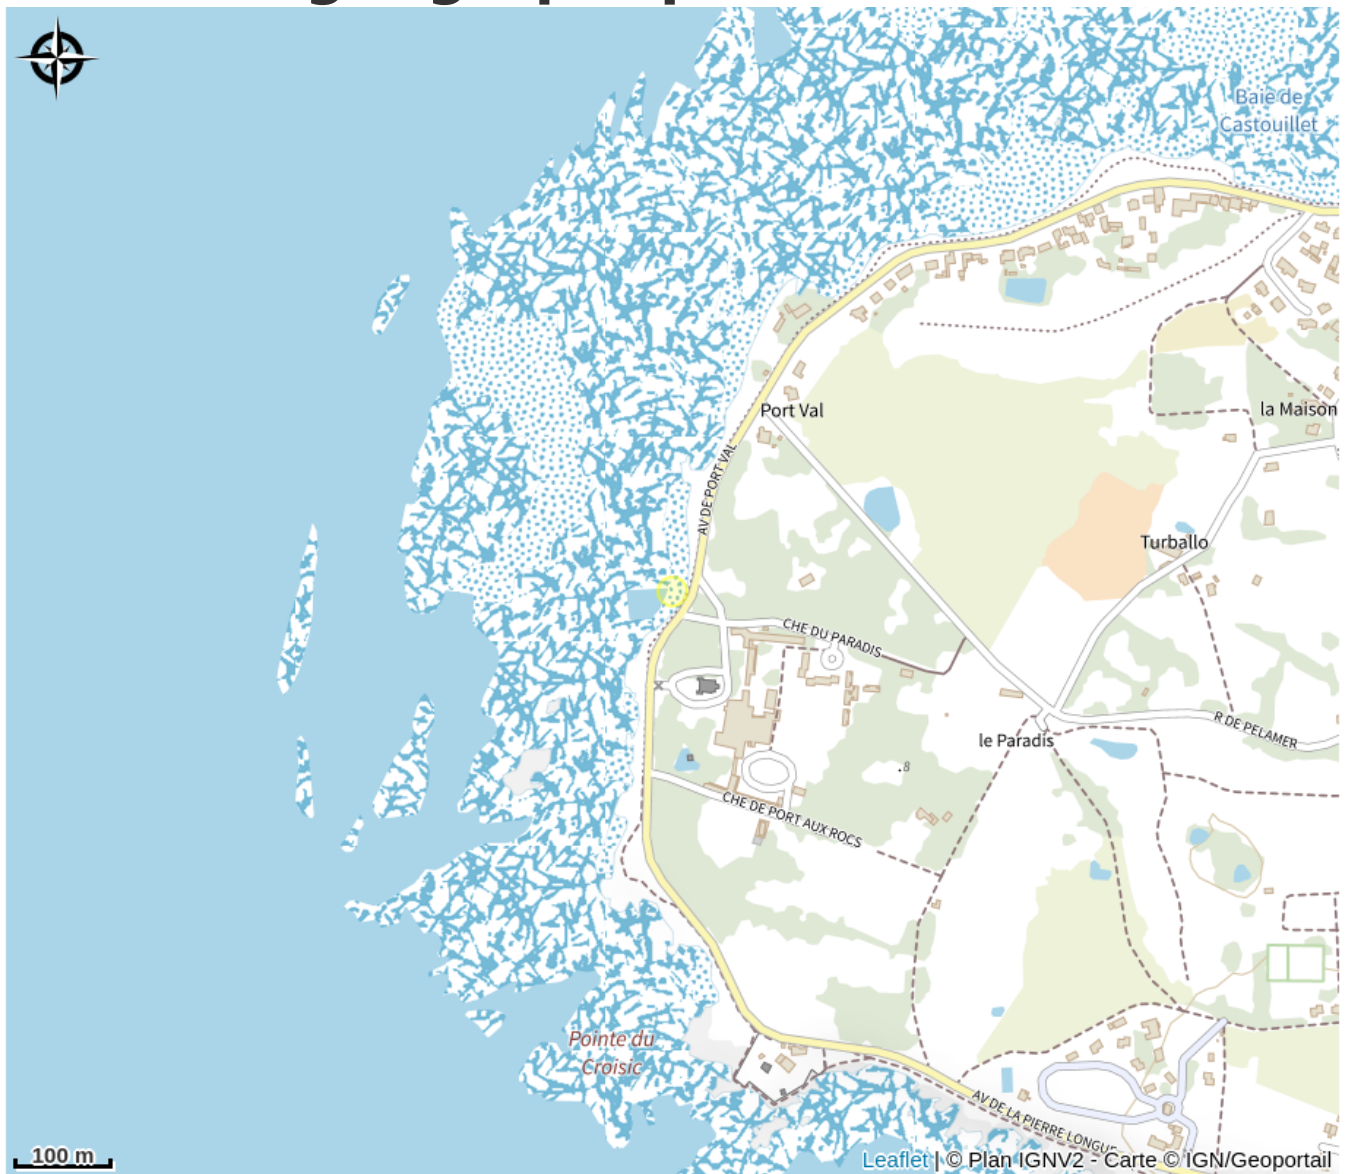 Baie de
Castouillet
Port Val
la Maison
AV DE PORT VAL
Turballo
CHE DU PARADIS
R DE PELAMER
le Paradis
8
CHE DE PORT AUX ROCS
Pointe du
Croisic
AV DE LA PIERRE LONGUE
100 m
Leaflet | © Plan IGNV2 - Carte © IGN/Geoportail